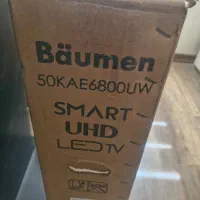 Bäumen
50KAE6800UW
SMART
UHD
LED TV